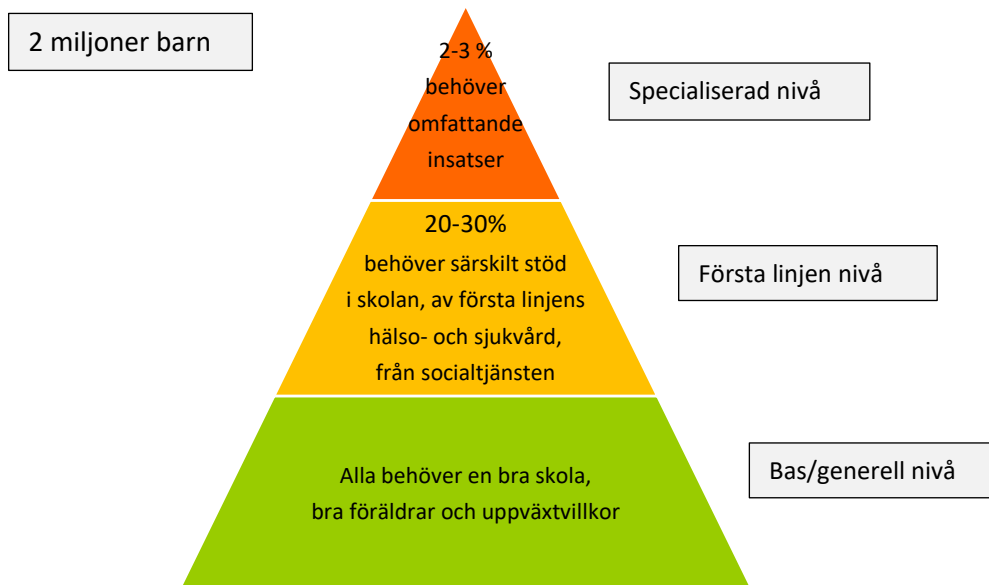 2 miljoner barn
2-3 %
behöver
omfattande
insatser
Specialiserad nivå
20-30%
behöver särskilt stöd
i skolan, av första linjens
hälso- och sjukvård,
från socialtjänsten
Första linjen nivå
Alla behöver en bra skola,
bra föräldrar och uppväxtvillkor
Bas/generell nivå